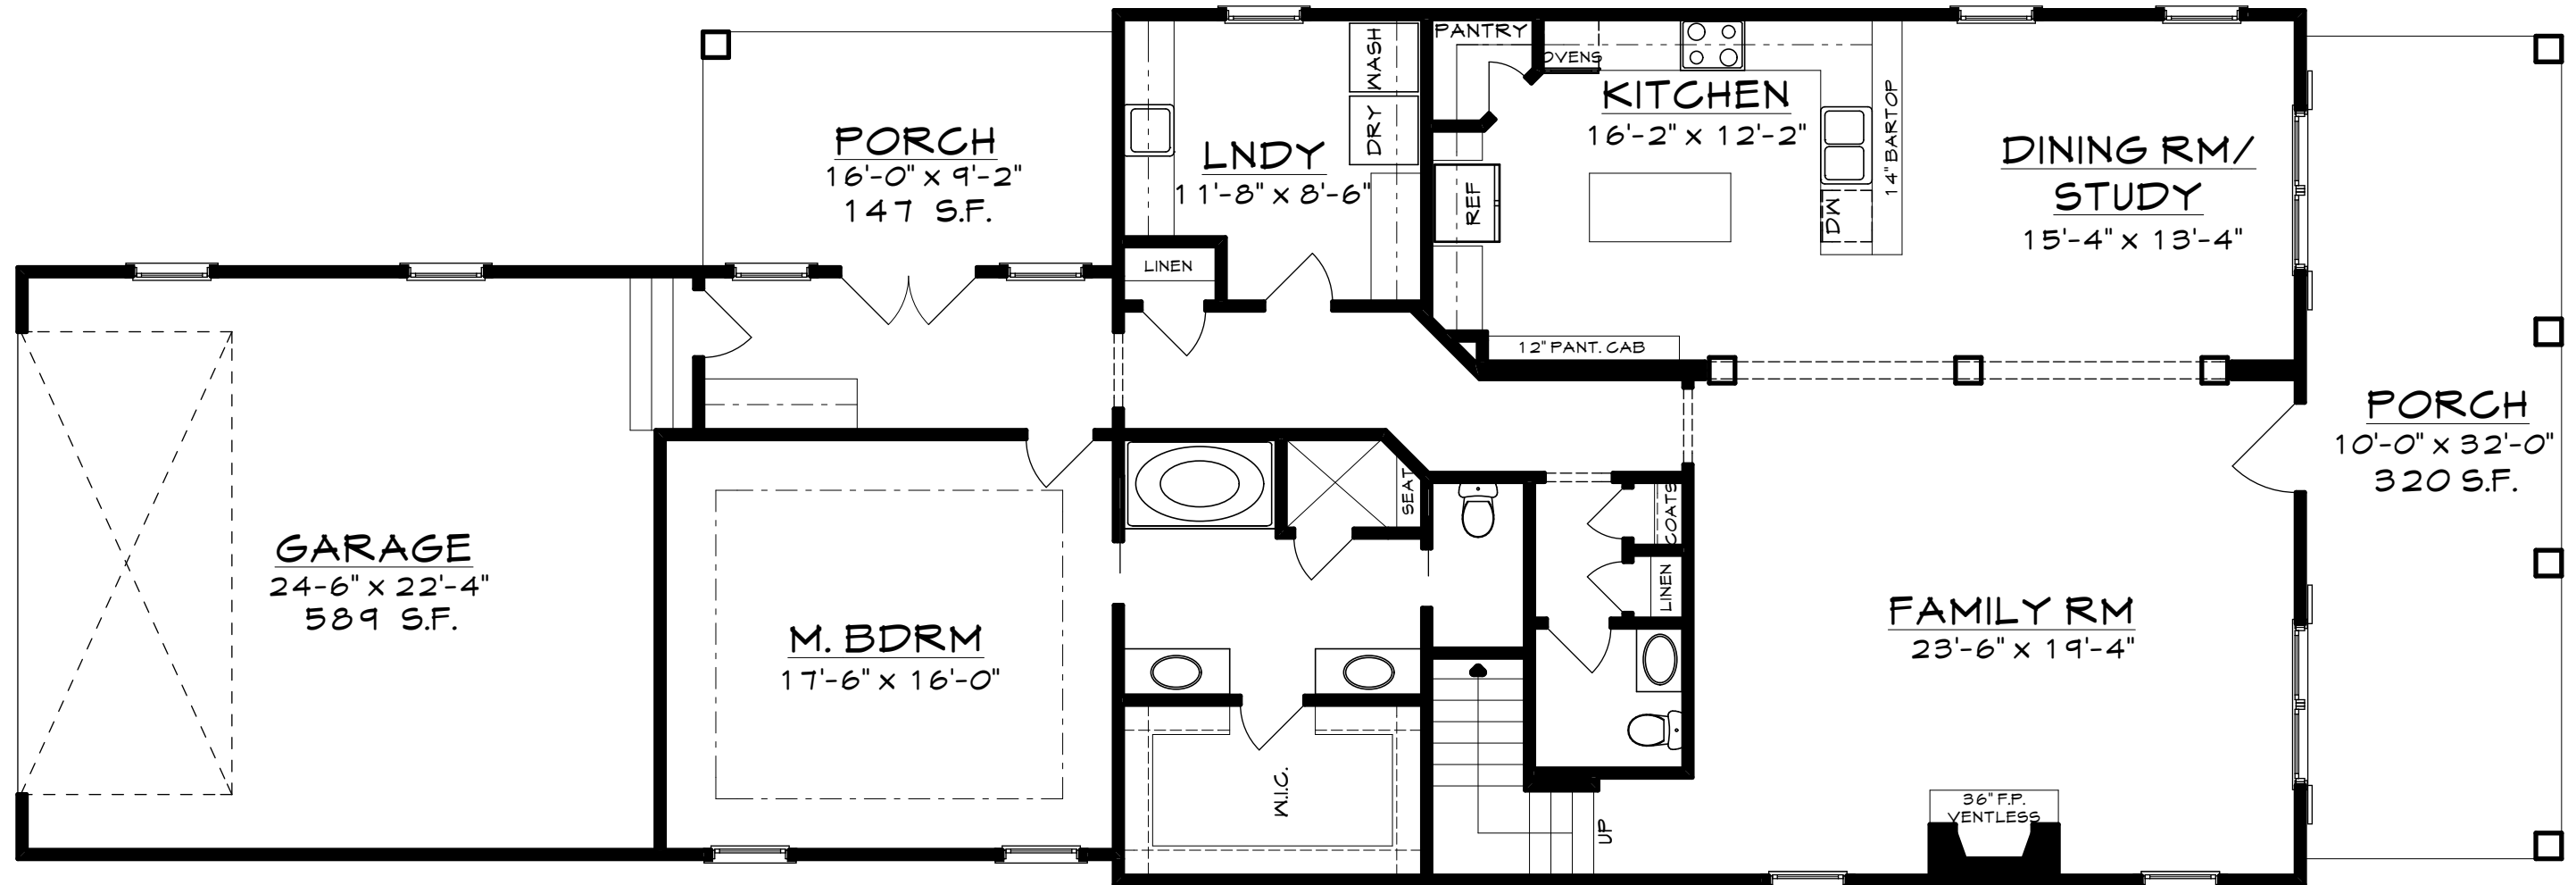 PANTRY
WASH
OVENS
KITCHEN
16'-2" x 12'-2"
14" BARTOP
DRY
PORCH
16'-0" x 9'-2"
147 S.F.
LNDY
11'-8" x 8'-6"
REF
DW
DINING RM/
STUDY
15'-4" x 13'-4"
LINEN
12" PANT. CAB
PORCH
10'-0" x 32'-0"
320 S.F.
SEAT
COATS
LINEN
GARAGE
24-6" x 22'-4"
589 S.F.
M. BDRM
17'-6" x 16'-0"
FAMILY RM
23'-6" x 19'-4"
W.I.C.
UP
36" F.P.
VENTLESS